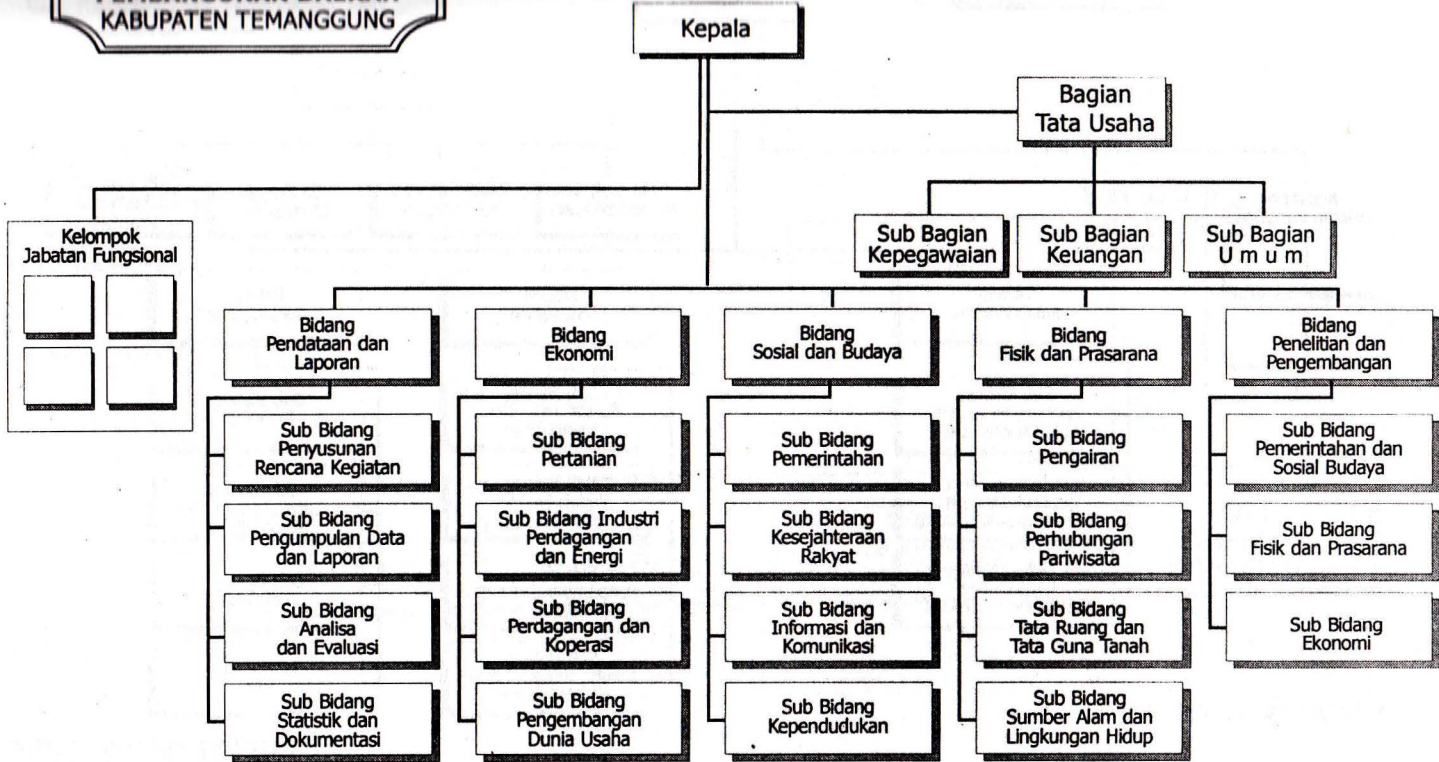 KABUPATEN TEMANGGUNG
Kepala
Bagian
Tata Usaha
Sub Bagian
Kepegawaian
Sub Bagian
Keuangan
Sub Bagian
U m u m
Kelompok
Jabatan Fungsional
Bidang
Pendataan dan
Laporan
Sub Bidang
Penyusunan
Rencana Kegiatan
Sub Bidang
Pengumpulan Data
dan Laporan
Sub Bidang
Analisa
dan Evaluasi
Sub Bidang
Statistik dan
Dokumentasi
Bidang
Ekonomi
Sub Bidang
Pertanian
Sub Bidang Industri
Perdagangan
dan Energi
Sub Bidang
Perdagangan dan
Koperasi
Sub Bidang
Pengembangan
Dunia Usaha
Bidang
Sosial dan Budaya
Sub Bidang
Pemerintahan
Sub Bidang
Kesejahteraan
Rakyat
Sub Bidang
Informasi dan
Komunikasi
Sub Bidang
Kependudukan
Bidang
Fisik dan Prasarana
Sub Bidang
Pengairan
Sub Bidang
Perhubungan
Pariwisata
Sub Bidang
Tata Ruang dan
Tata Guna Tanah
Sub Bidang
Sumber Alam dan
Lingkungan Hidup
Bidang
Penelitian dan
Pengembangan
Sub Bidang
Pemerintahan dan
Sosial Budaya
Sub Bidang
Fisik dan Prasarana
Sub Bidang
Ekonomi